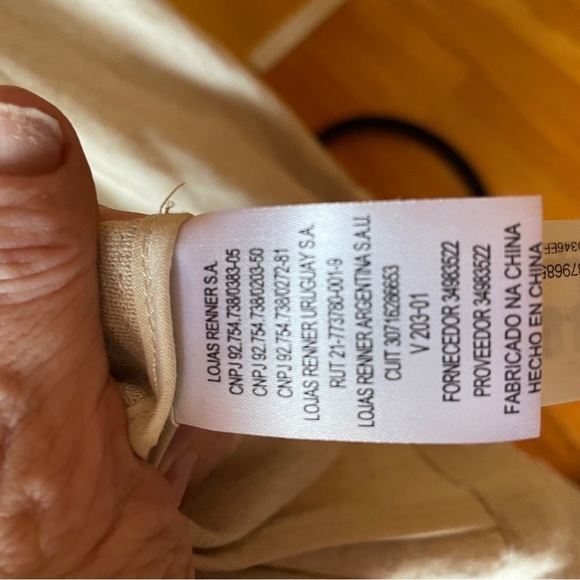 LOJAS RENNER S.A.
CNPJ 92.754.738/0383-05
CNPJ 92.754.738/0203-50
CNPJ 92.754.738/0272-81
LOJAS RENNER URUGUAY S.A.
RUT 21-773780-001-9
LOJAS RENNER ARGENTINA S.A.U.
CUIT 30716286653
V 203-01
FORNECEDOR 34983522
PROVEEDOR 34983522
FABRICADO NA CHINA
HECHO EN CHINA